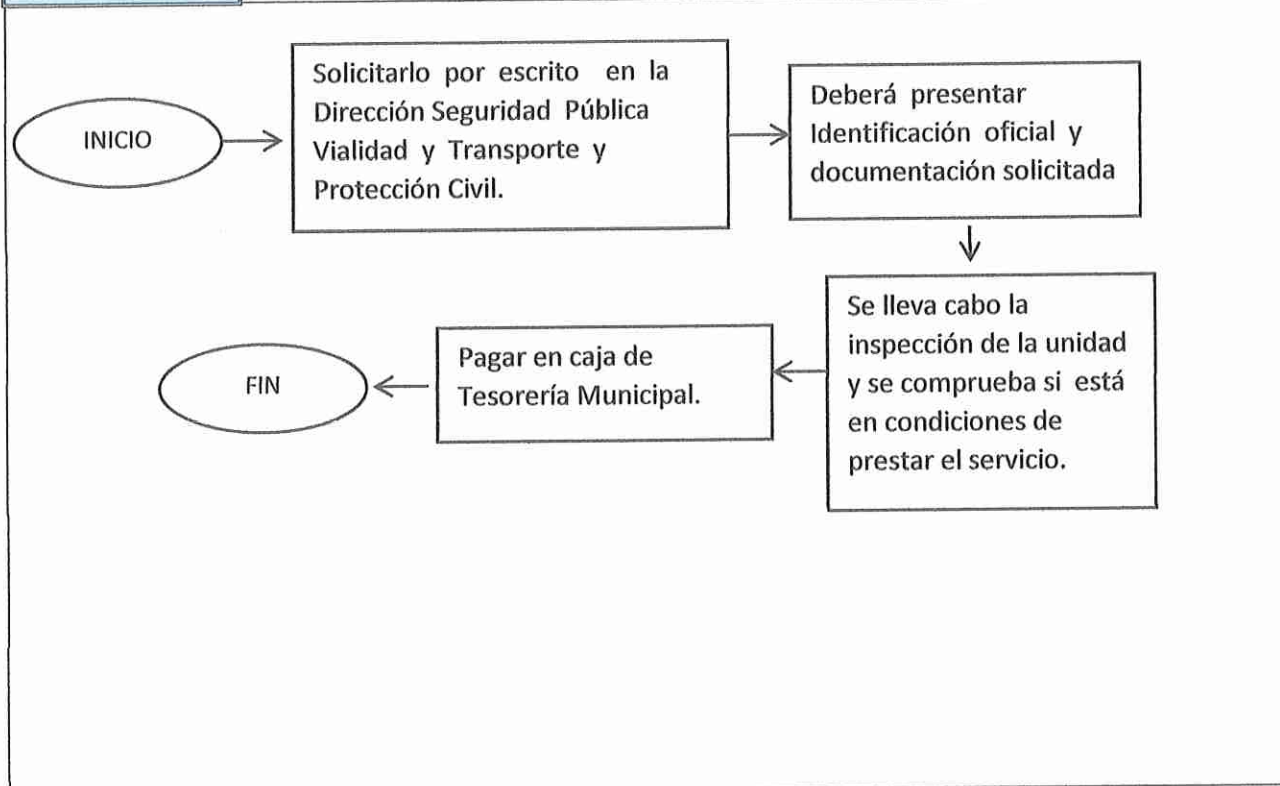 INICIO
Solicitarlo por escrito en la
Dirección Seguridad Pública
Vialidad y Transporte y
Protección Civil.
Deberá presentar
Identificación oficial y
documentación solicitada
Se lleva cabo la
inspección de la unidad
y se comprueba si está
en condiciones de
prestar el servicio.
Pagar en caja de
Tesorería Municipal.
FIN